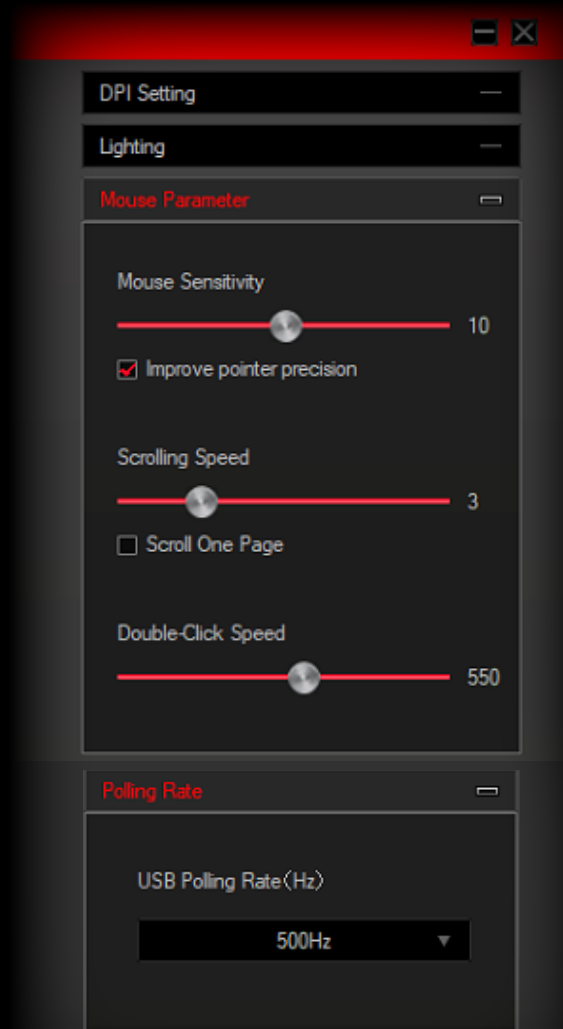 DPI Setting
Lighting
Mouse Parameter
Mouse Sensitivity
10
Improve pointer precision
Scrolling Speed
3
Scroll One Page
Double-Click Speed
550
Polling Rate
USB Polling Rate（Hz）
500Hz